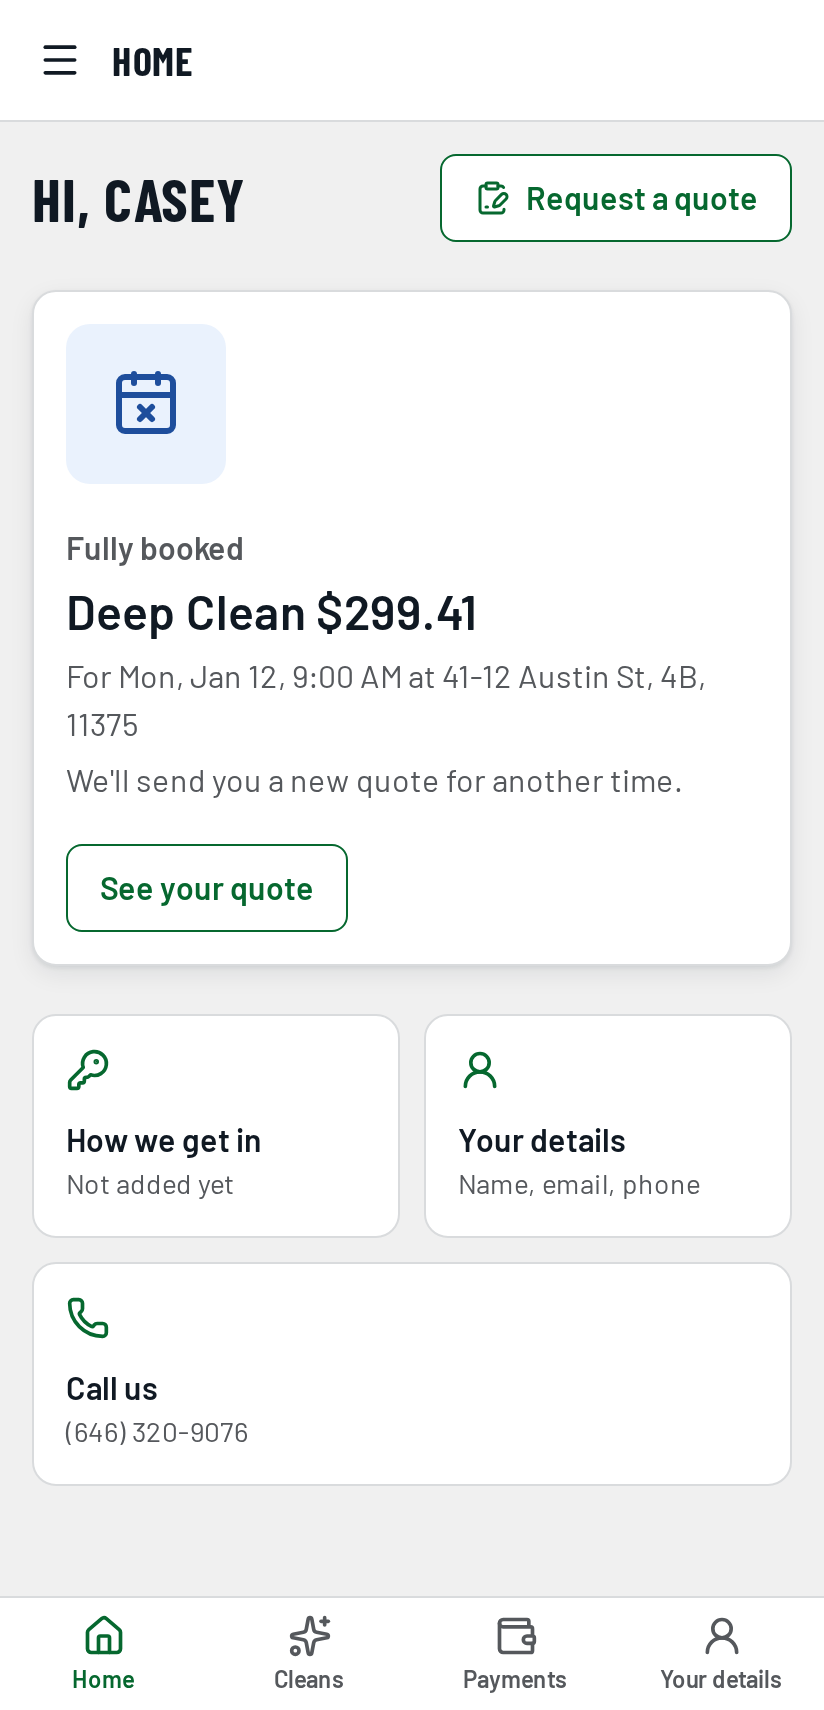 HOME
HI, CASEY
Request a quote
Fully booked
Deep Clean $299.41
For Mon, Jan 12, 9:00 AM at 41-12 Austin St, 4B,
11375
We'll send you a new quote for another time.
See your quote
How we get in
Not added yet
Your details
Name, email, phone
Call us
(646) 320-9076
Home
Cleans
Payments
Your details